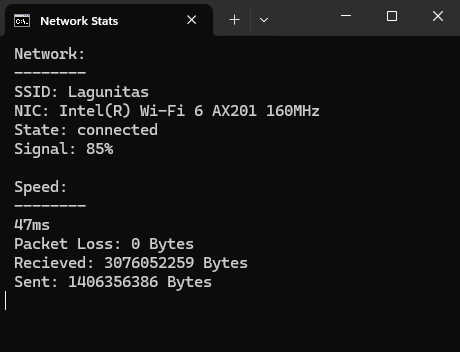 Network Stats
Network:
--------
SSID: Lagunitas
NIC: Intel(R) Wi-Fi 6 AX201 160MHz
State: connected
Signal: 85%
Speed:
--------
47ms
Packet Loss: 0 Bytes
Recieved: 3076052259 Bytes
Sent: 1406356386 Bytes